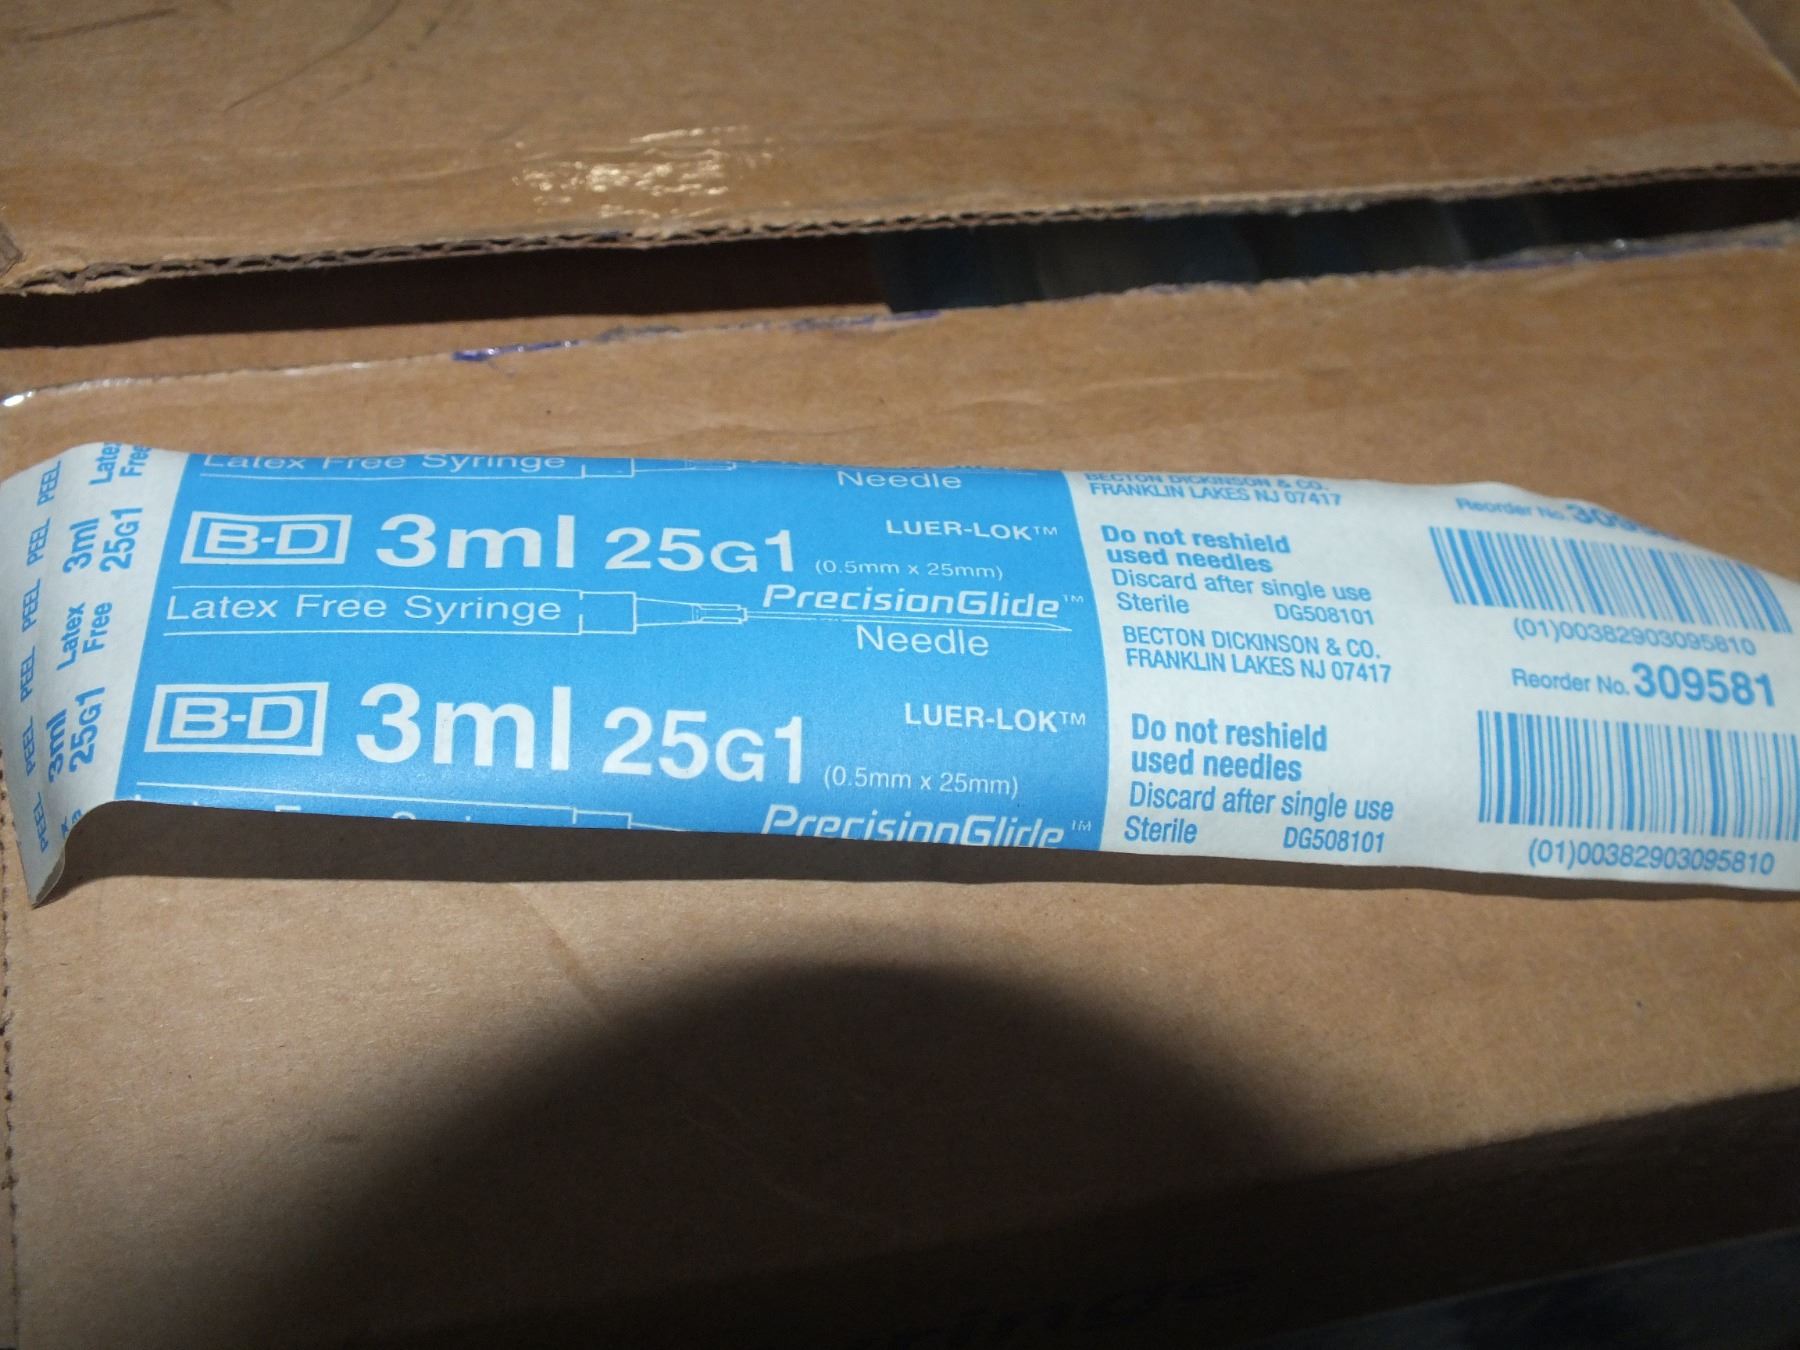 PEEL PEEL PEEL PEEL PEEL PEEL
Latex 3ml Latex 3ml
Free 25G1 Free 25G1
Latex Free Syringe
Needle
B-D 3ml 25G1 LUER-LOK™
(0.5mm x 25mm)
Latex Free Syringe PrecisionGlide™
Needle
B-D 3ml 25G1 LUER-LOK™
(0.5mm x 25mm)
PrecisionGlide™
BECTON DICKINSON & CO.
FRANKLIN LAKES NJ 07417
Do not reshield
used needles
Discard after single use
Sterile DG508101
BECTON DICKINSON & CO.
FRANKLIN LAKES NJ 07417
Do not reshield
used needles
Discard after single use
Sterile DG508101
Reorder No.
(01)00382903095810
Reorder No. 309581
(01)00382903095810